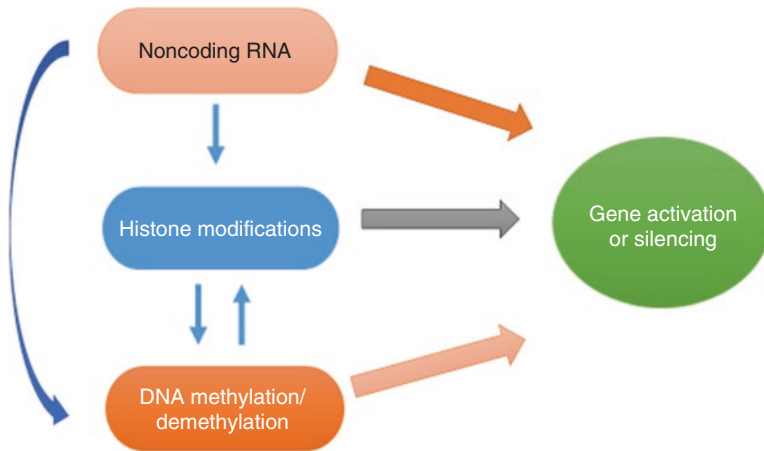 Noncoding RNA
Histone modifications
Gene activation
or silencing
DNA methylation/
demethylation